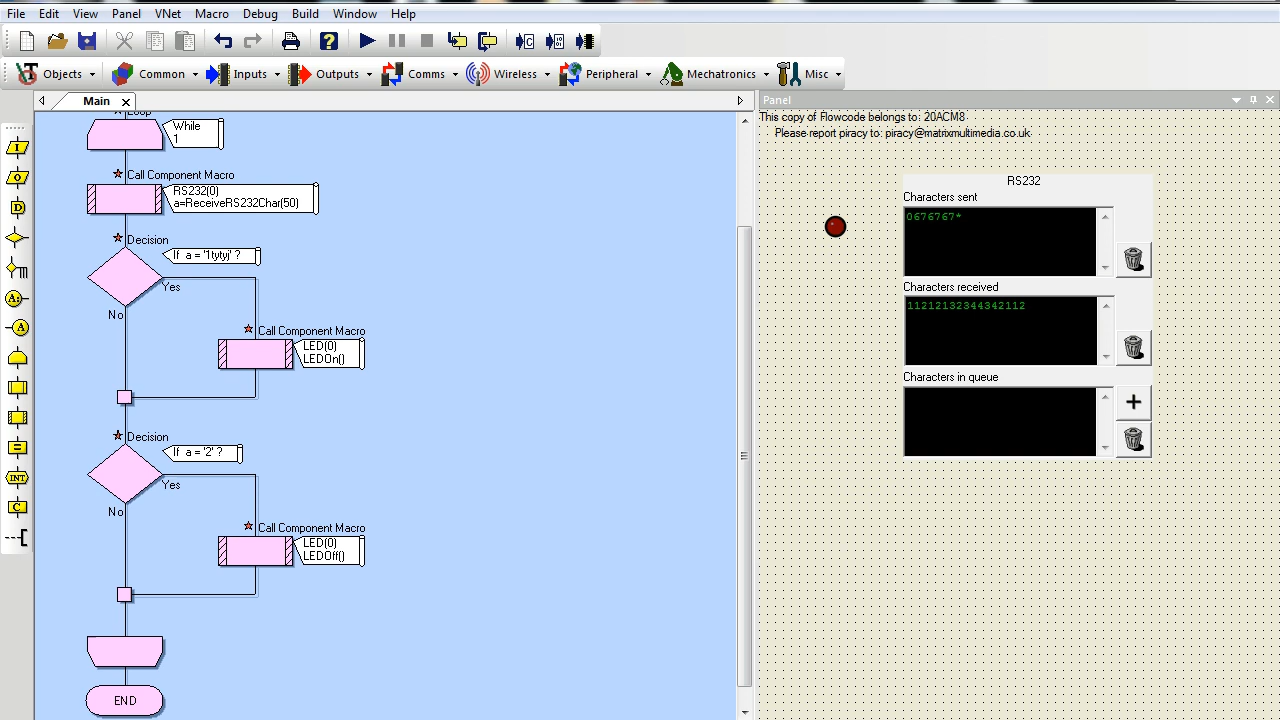 File Edit View Panel VNet Macro Debug Build Window Help
Objects Common Inputs Outputs Comms Wireless Peripheral Mechatronics Misc
Main
Panel
Loop
While
1
Call Component Macro
RS232(0)
a=ReceiveRS232Char(50)
Decision
If a = '1tytyj' ?
Yes
No
Call Component Macro
LED(0)
LEDOn()
Decision
If a = '2' ?
Yes
No
Call Component Macro
LED(0)
LEDOff()
END
I
O
D
A:
A
INT
C
This copy of Flowcode belongs to: 20ACM8
Please report piracy to: piracy@matrixmultimedia.co.uk
RS232
Characters sent
0676767*
Characters received
11212132344342112
Characters in queue